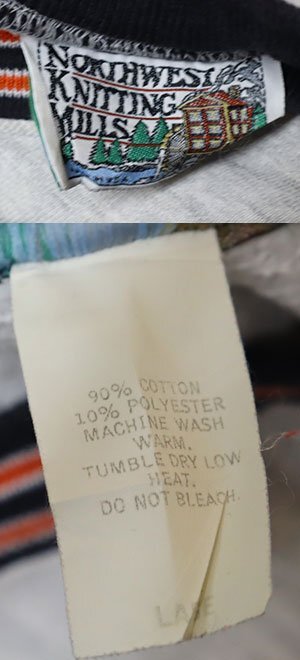 NORTHWEST
KNITTING
MILLS
90% COTTON
10% POLYESTER
MACHINE WASH
WARM.
TUMBLE DRY LOW
HEAT.
DO NOT BLEACH.